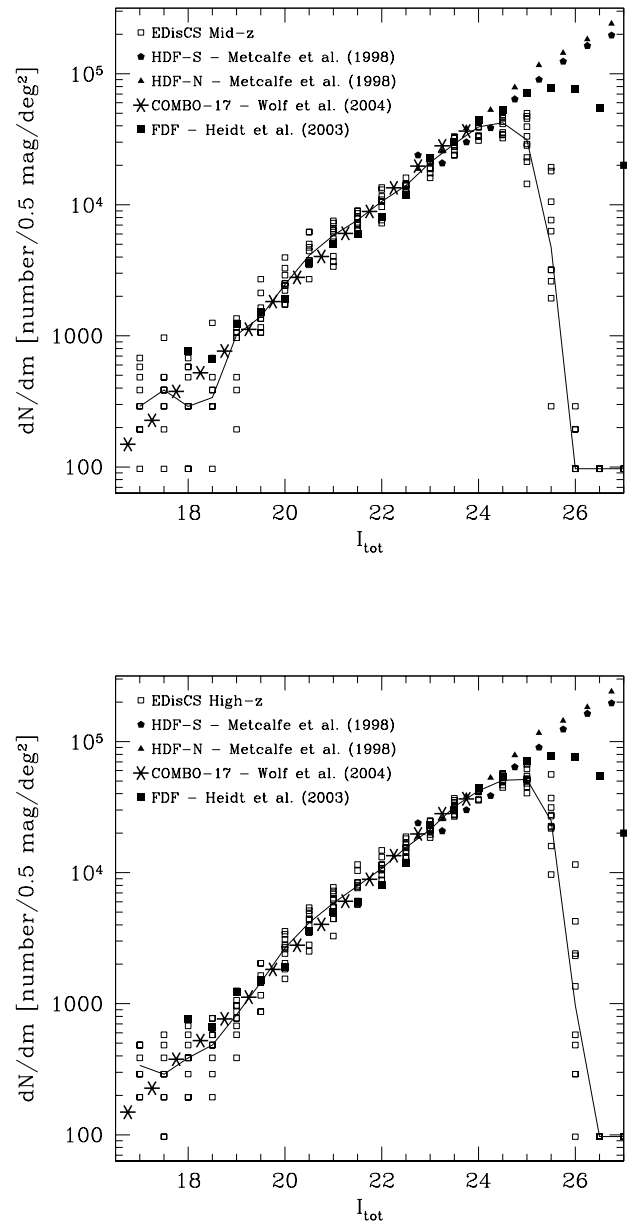 EDisCS Mid-z
HDF-S - Metcalfe et al. (1998)
HDF-N - Metcalfe et al. (1998)
COMBO-17 - Wolf et al. (2004)
FDF - Heidt et al. (2003)
10⁵
10⁴
1000
100
dN/dm [number/0.5 mag/deg²]
18 20 22 24 26
I_tot
EDisCS High-z
HDF-S - Metcalfe et al. (1998)
HDF-N - Metcalfe et al. (1998)
COMBO-17 - Wolf et al. (2004)
FDF - Heidt et al. (2003)
10⁵
10⁴
1000
100
dN/dm [number/0.5 mag/deg²]
18 20 22 24 26
I_tot